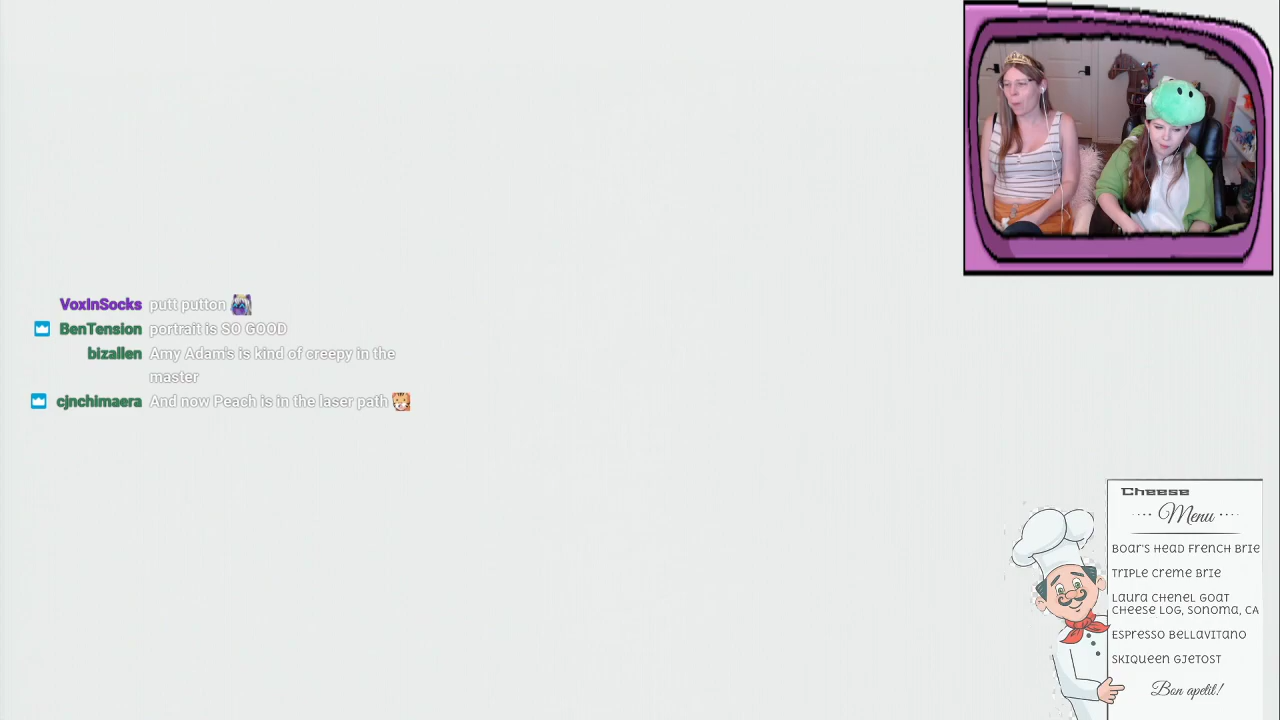 VoxInSocks putt putton
BenTension portrait is SO GOOD
bizallen Amy Adam's is kind of creepy in the
master
cjnchimaera And now Peach is in the laser path
Cheese
Menu
Boar's Head French Brie
Triple Creme Brie
Laura Chenel Goat
Cheese Log, Sonoma, CA
Espresso Bellavitano
Skiqueen Gjetost
Bon apetit!